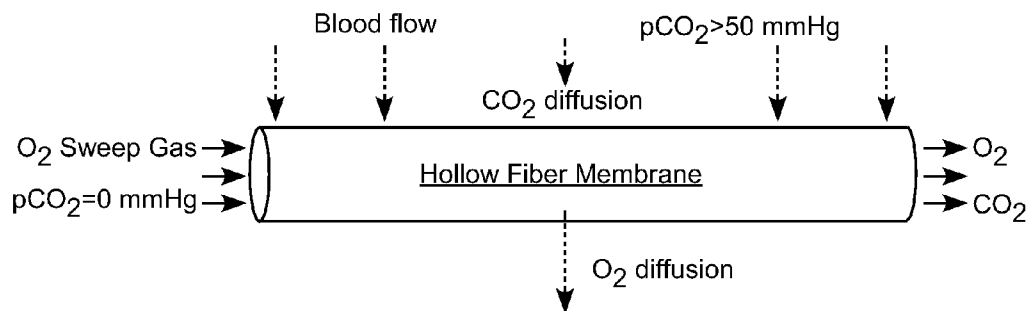 Blood flow
pCO₂>50 mmHg
CO₂ diffusion
O₂ Sweep Gas
pCO₂=0 mmHg
Hollow Fiber Membrane
O₂
CO₂
O₂ diffusion